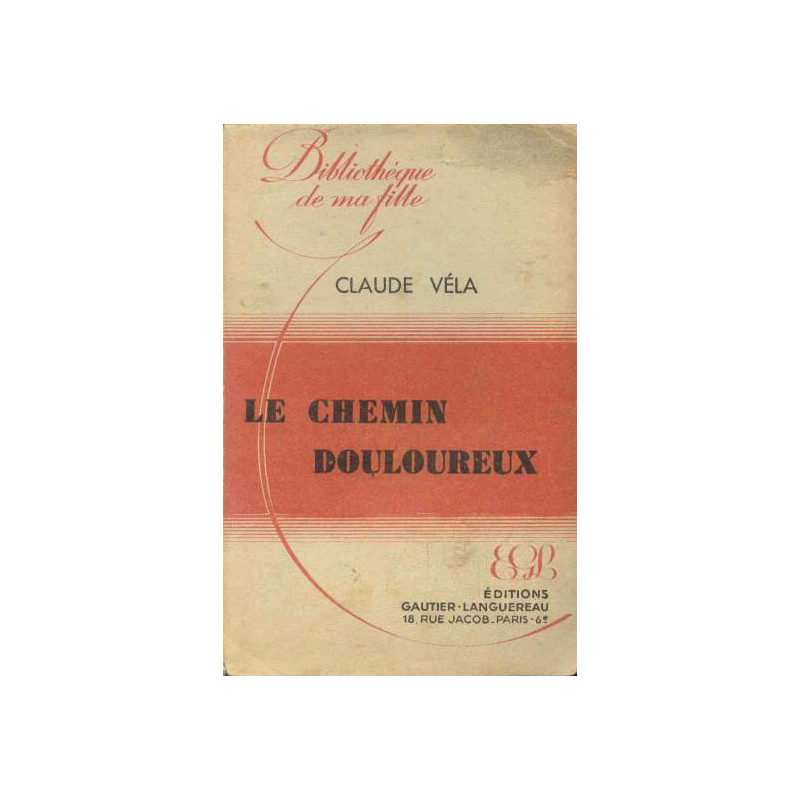 Bibliothèque
de ma fille
CLAUDE VÉLA
LE CHEMIN
DOULOUREUX
EGL
ÉDITIONS
GAUTIER-LANGUEREAU
18, RUE JACOB-PARIS-6e